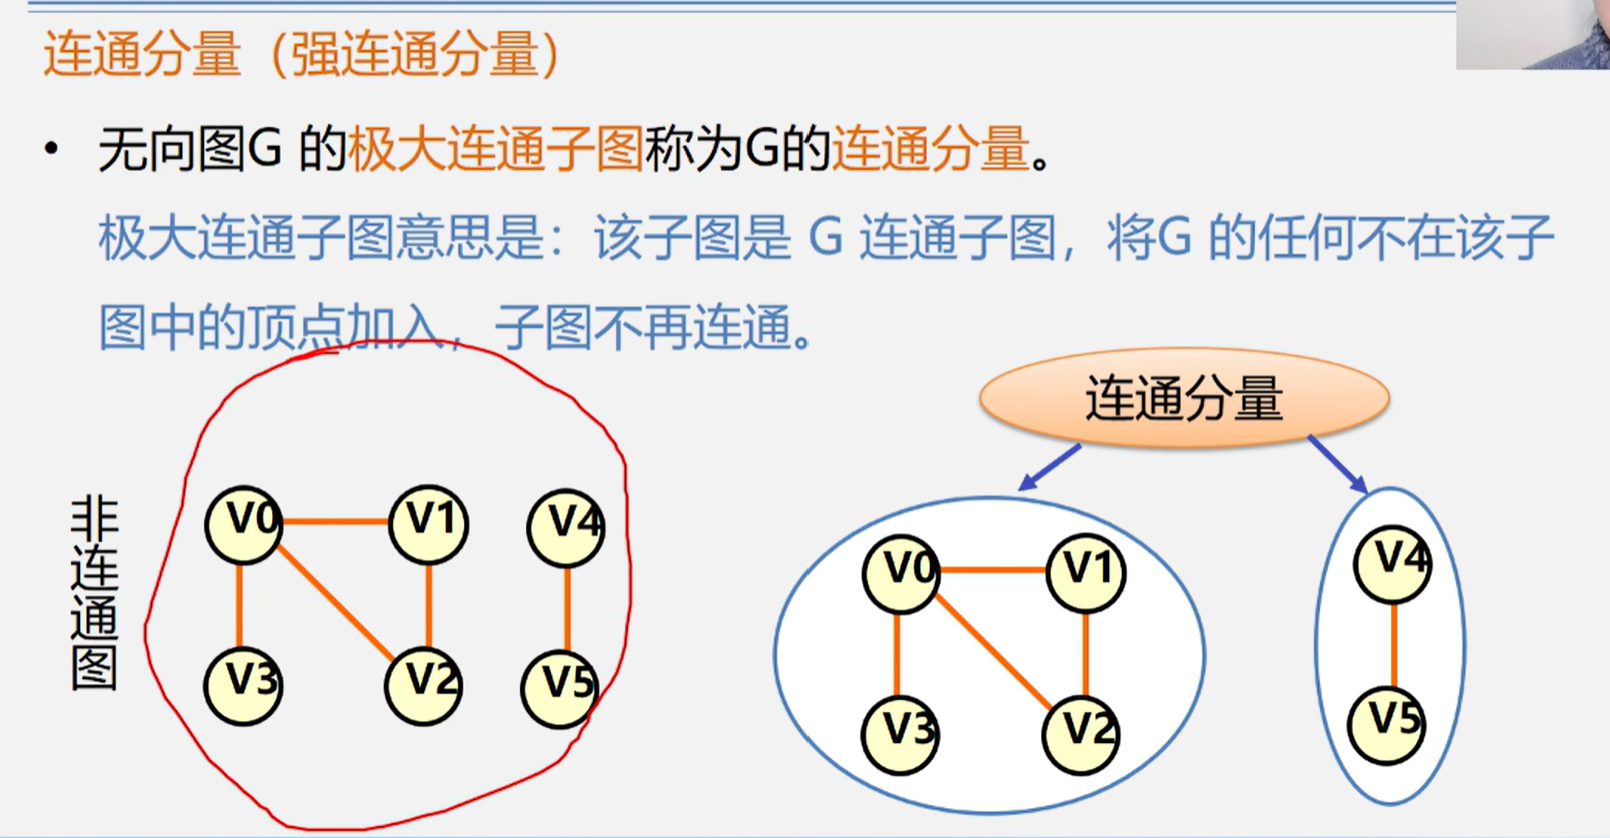 连通分量（强连通分量）
• 无向图G 的极大连通子图称为G的连通分量。
极大连通子图意思是：该子图是 G 连通子图，将G 的任何不在该子
图中的顶点加入，子图不再连通。
连通分量
非连通图
V0 V1 V4
V3 V2 V5
V0 V1
V3 V2
V4
V5